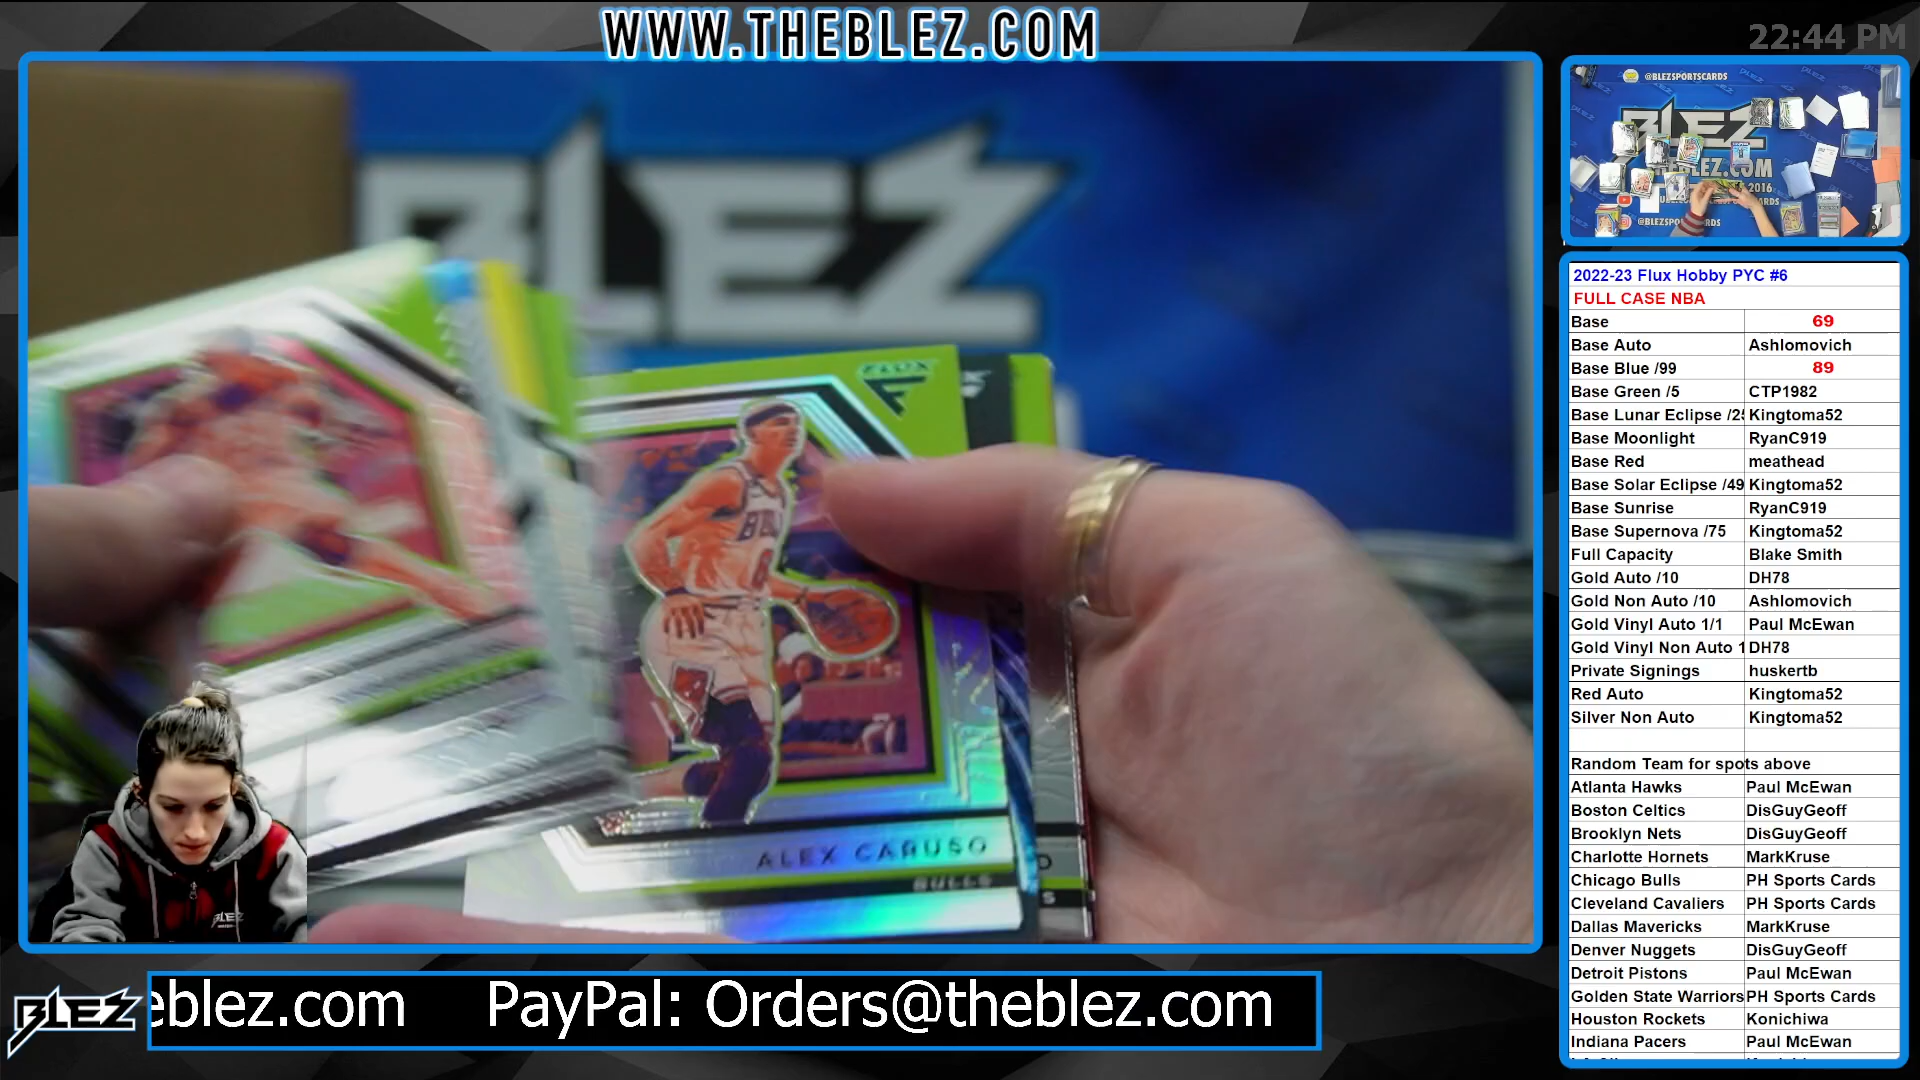 WWW.THEBLEZ.COM
22:44 PM
BLEZ
FLUX
ALEX CARUSO
BULLS
@BLEZSPORTSCARDS
BLEZ
2016
2022-23 Flux Hobby PYC #6
FULL CASE NBA
Base 69
Base Auto Ashlomovich
Base Blue /99 89
Base Green /5 CTP1982
Base Lunar Eclipse /25 Kingtoma52
Base Moonlight RyanC919
Base Red meathead
Base Solar Eclipse /49 Kingtoma52
Base Sunrise RyanC919
Base Supernova /75 Kingtoma52
Full Capacity Blake Smith
Gold Auto /10 DH78
Gold Non Auto /10 Ashlomovich
Gold Vinyl Auto 1/1 Paul McEwan
Gold Vinyl Non Auto 1 DH78
Private Signings huskertb
Red Auto Kingtoma52
Silver Non Auto Kingtoma52
Random Team for spots above
Atlanta Hawks Paul McEwan
Boston Celtics DisGuyGeoff
Brooklyn Nets DisGuyGeoff
Charlotte Hornets MarkKruse
Chicago Bulls PH Sports Cards
Cleveland Cavaliers PH Sports Cards
Dallas Mavericks MarkKruse
Denver Nuggets DisGuyGeoff
Detroit Pistons Paul McEwan
Golden State Warriors PH Sports Cards
Houston Rockets Konichiwa
Indiana Pacers Paul McEwan
BLEZ
eblez.com PayPal: Orders@theblez.com